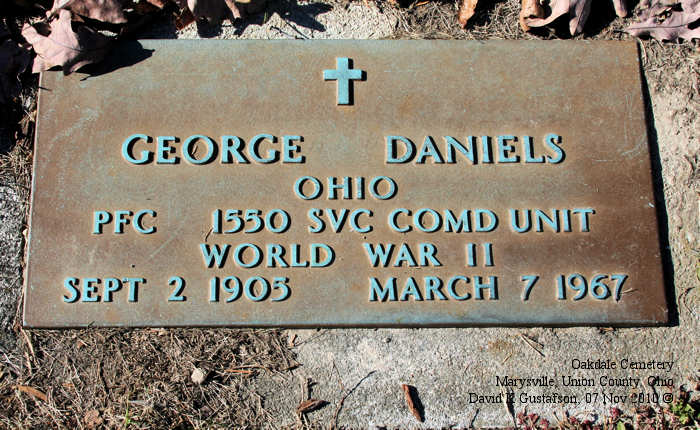 GEORGE DANIELS
OHIO
PFC 1550 SVC COMD UNIT
WORLD WAR II
SEPT 2 1905 MARCH 7 1967
Oakdale Cemetery
Marysville, Union County, Ohio
David K Gustafson, 07 Nov 2010 ©